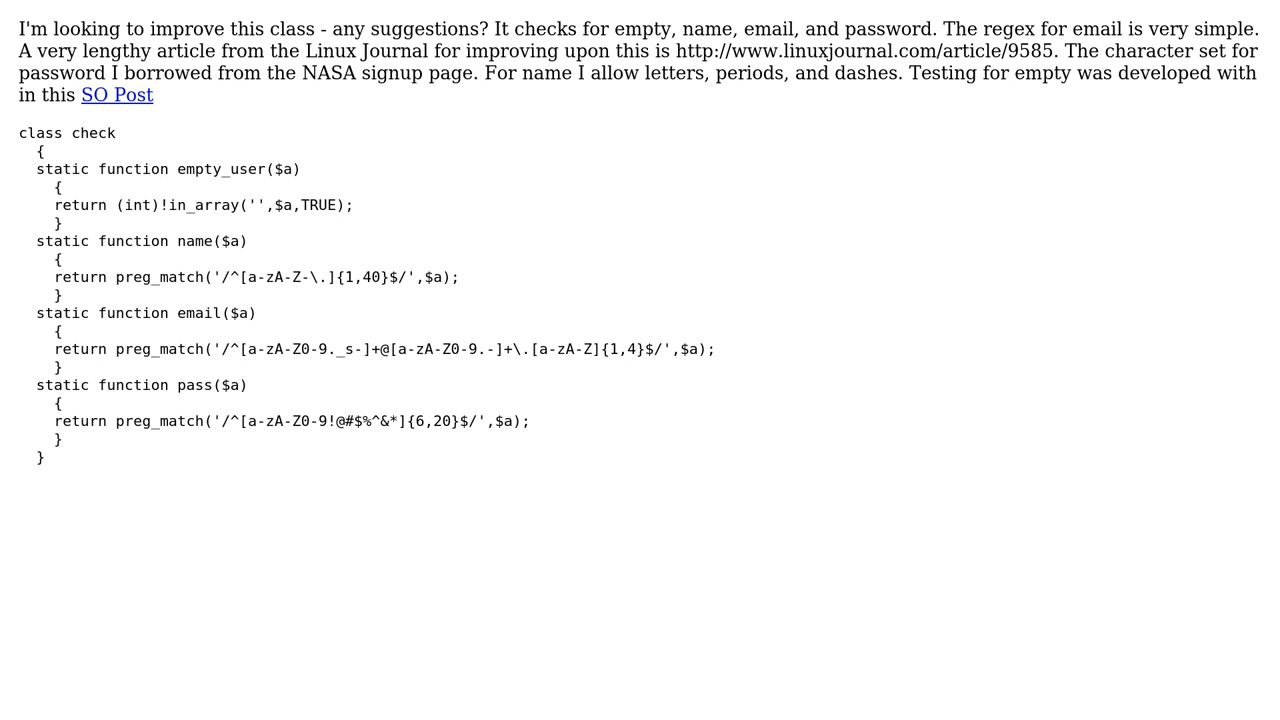 I'm looking to improve this class - any suggestions? It checks for empty, name, email, and password. The regex for email is very simple.
A very lengthy article from the Linux Journal for improving upon this is http://www.linuxjournal.com/article/9585. The character set for
password I borrowed from the NASA signup page. For name I allow letters, periods, and dashes. Testing for empty was developed with
in this SO Post
class check
  {
  static function empty_user($a)
    {
    return (int)!in_array('',$a,TRUE);
    }
  static function name($a)
    {
    return preg_match('/^[a-zA-Z-\.]{1,40}$/',$a);
    }
  static function email($a)
    {
    return preg_match('/^[a-zA-Z0-9._s-]+@[a-zA-Z0-9.-]+\.[a-zA-Z]{1,4}$/',$a);
    }
  static function pass($a)
    {
    return preg_match('/^[a-zA-Z0-9!@#$%^&*]{6,20}$/',$a);
    }
  }